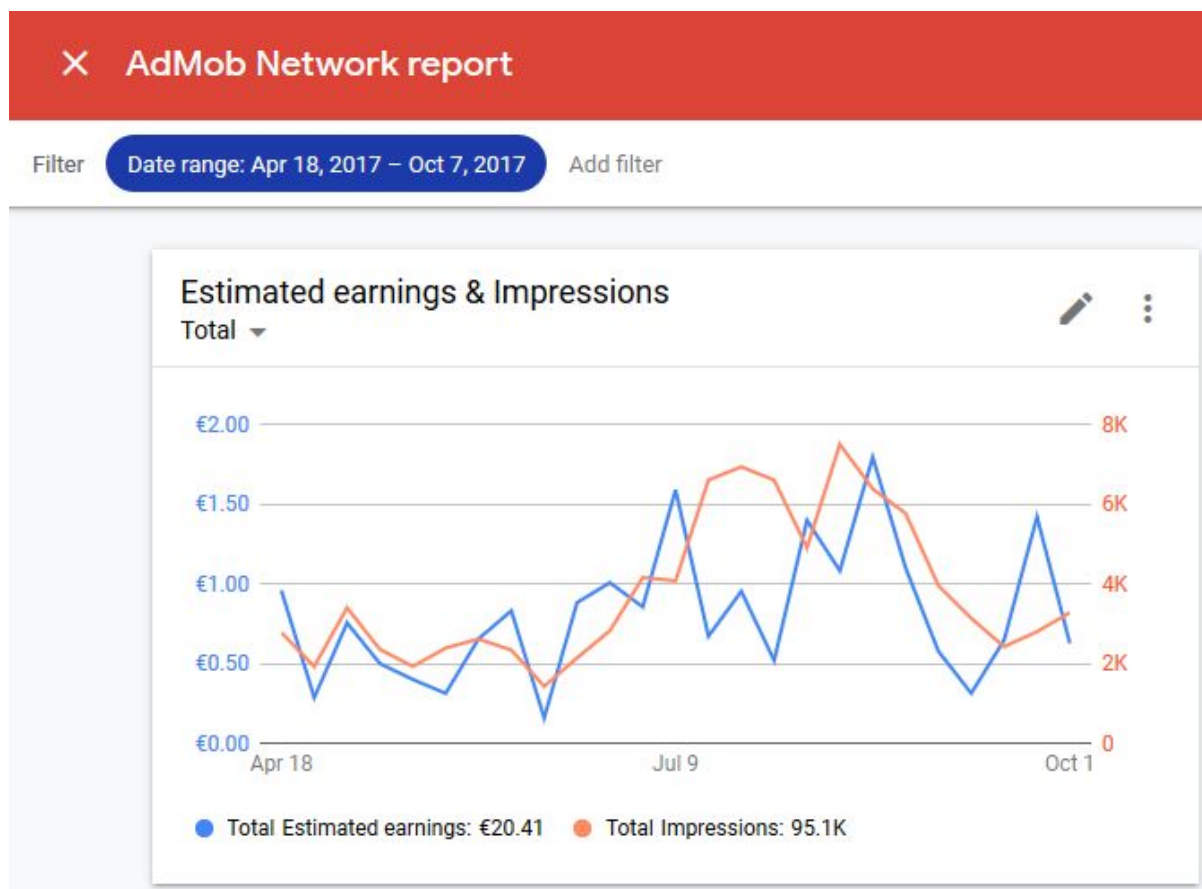 AdMob Network report
Filter Date range: Apr 18, 2017 – Oct 7, 2017 Add filter
Estimated earnings & Impressions
Total
€2.00 8K
€1.50 6K
€1.00 4K
€0.50 2K
€0.00 0
Apr 18 Jul 9 Oct 1
Total Estimated earnings: €20.41 Total Impressions: 95.1K